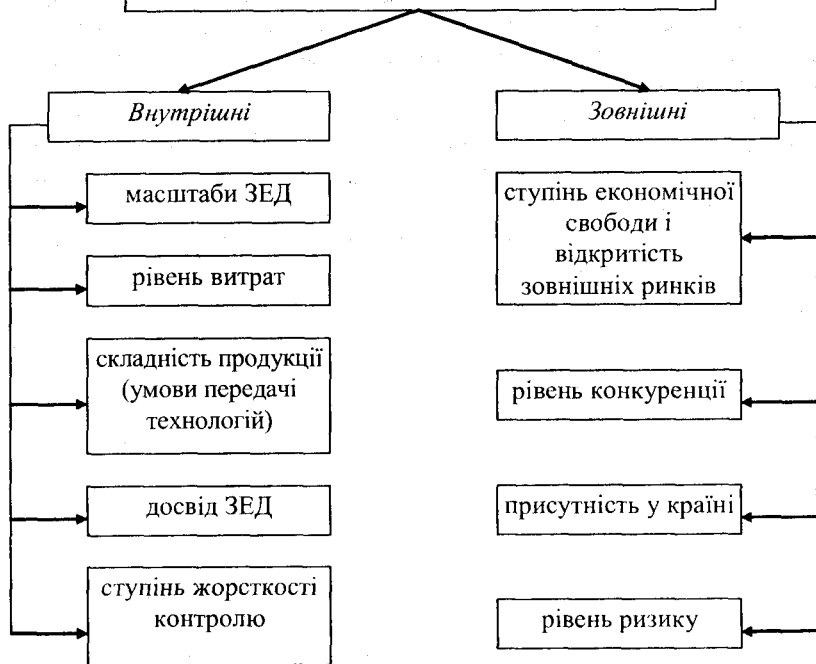 Внутрішні
масштаби ЗЕД
рівень витрат
складність продукції
(умови передачі
технологій)
досвід ЗЕД
ступінь жорсткості
контролю
Зовнішні
ступінь економічної
свободи і
відкритість
зовнішніх ринків
рівень конкуренції
присутність у країні
рівень ризику